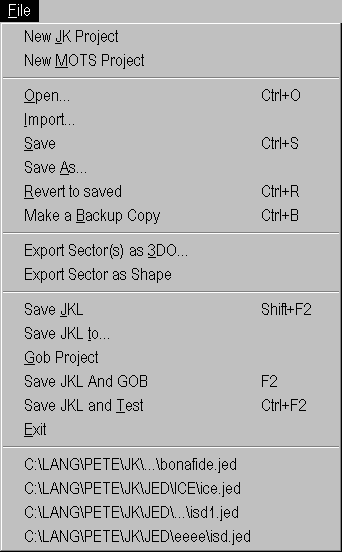 File
New JK Project
New MOTS Project
Open... Ctrl+O
Import...
Save Ctrl+S
Save As...
Revert to saved Ctrl+R
Make a Backup Copy Ctrl+B
Export Sector(s) as 3DO...
Export Sector as Shape
Save JKL Shift+F2
Save JKL to...
Gob Project
Save JKL And GOB F2
Save JKL and Test Ctrl+F2
Exit
C:\LANG\PETE\JK\...\bonafide.jed
C:\LANG\PETE\JK\JED\ICE\ice.jed
C:\LANG\PETE\JK\JED\...\isd1.jed
C:\LANG\PETE\JK\JED\eeee\isd.jed